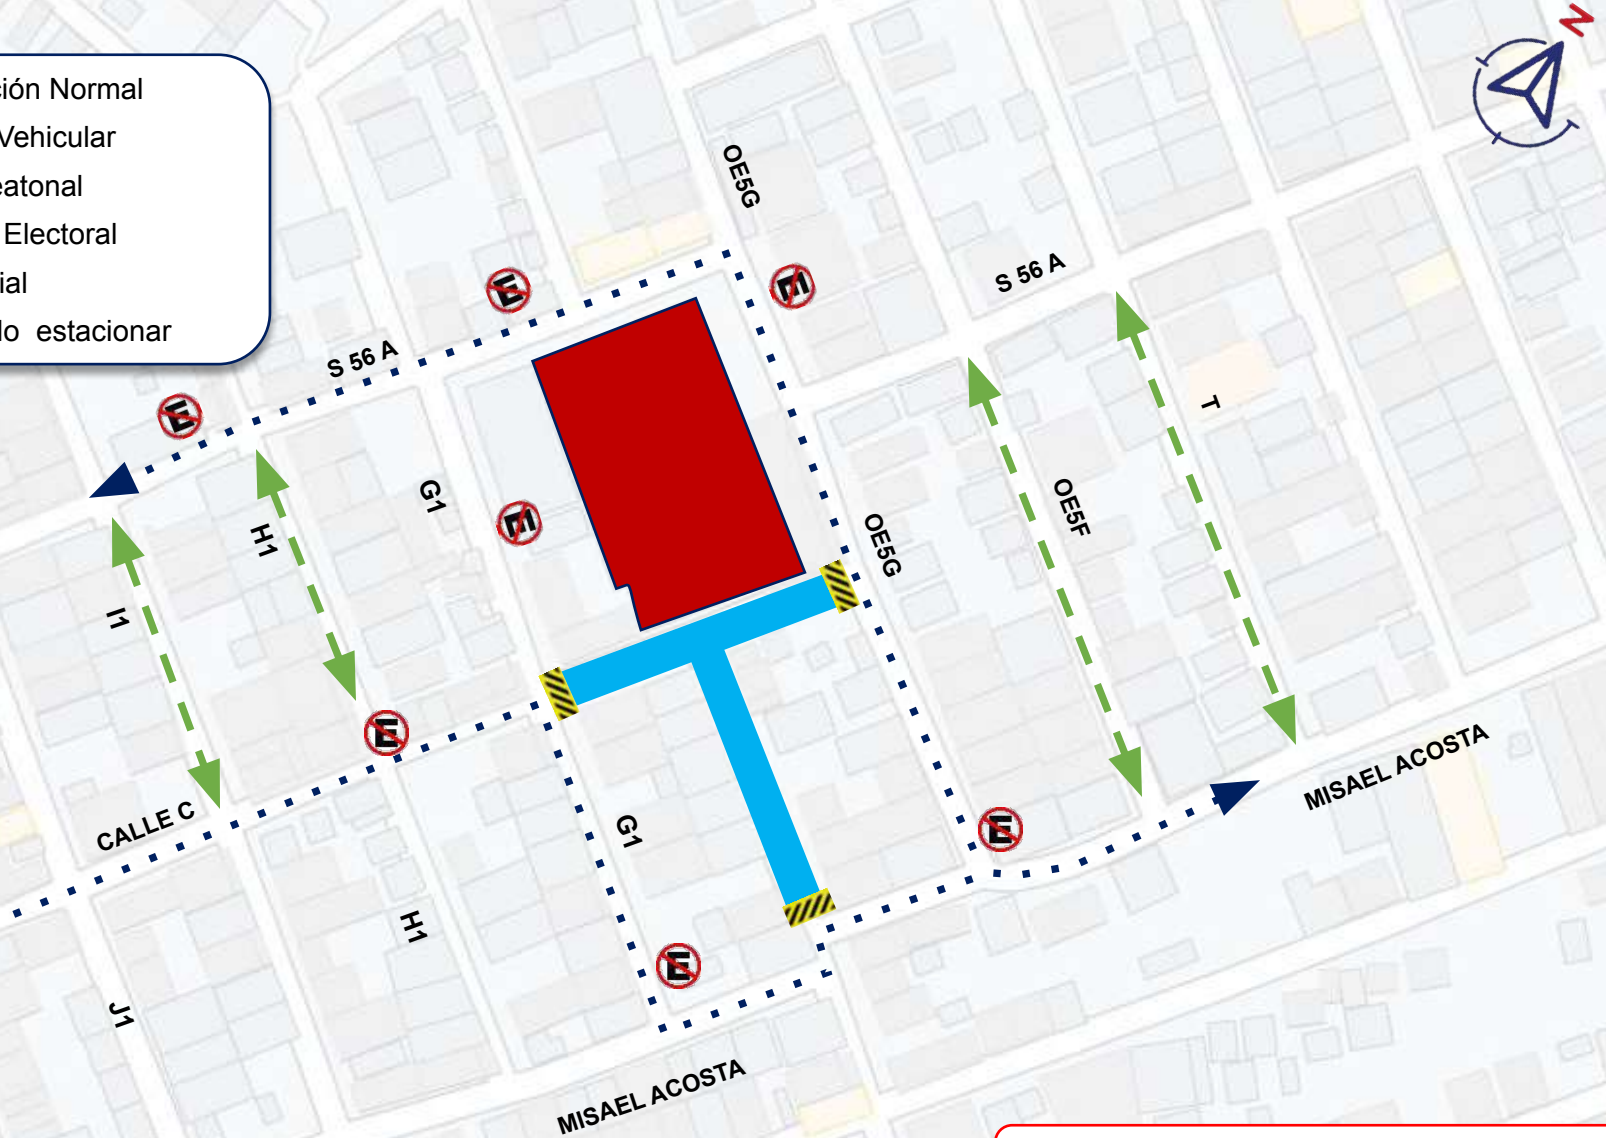 ción Normal
Vehicular
eatonal
Electoral
ial
lo estacionar
N
OE5G
S 56 A
S 56 A
G1
H1
I1
OE5G
OE5F
T
CALLE C
G1
H1
J1
MISAEL ACOSTA
MISAEL ACOSTA
E
E
E
E
E
E
E